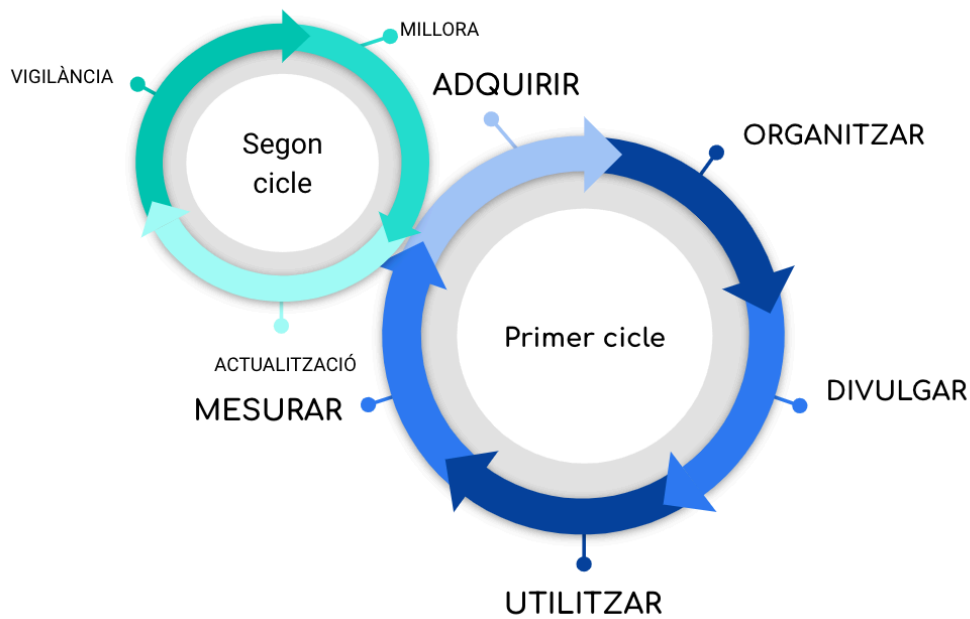 MILLORA
VIGILÀNCIA
ADQUIRIR
ORGANITZAR
Segon
cicle
Primer cicle
ACTUALITZACIÓ
DIVULGAR
MESURAR
UTILITZAR